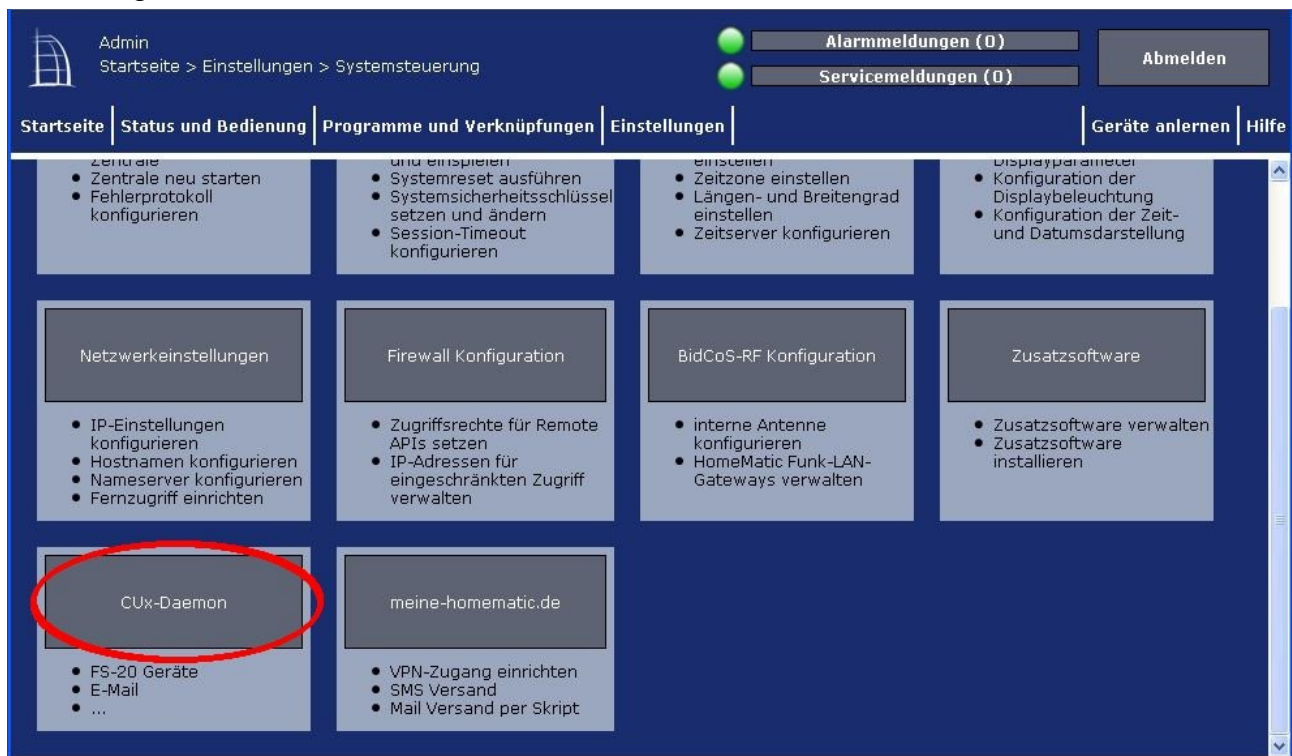 Admin
Startseite > Einstellungen > Systemsteuerung
Alarmmeldungen (0)
Servicemeldungen (0)
Abmelden
Startseite
Status und Bedienung
Programme und Verknüpfungen
Einstellungen
Geräte anlernen
Hilfe
Zentrale
• Zentrale neu starten
• Fehlerprotokoll
konfigurieren
und einspielen
• Systemreset ausführen
• Systemsicherheitsschlüssel
setzen und ändern
• Session-Timeout
konfigurieren
einstellen
• Zeitzone einstellen
• Längen- und Breitengrad
einstellen
• Zeitserver konfigurieren
Displayparameter
• Konfiguration der
Displaybeleuchtung
• Konfiguration der Zeit-
und Datumsdarstellung
Netzwerkeinstellungen
• IP-Einstellungen
konfigurieren
• Hostnamen konfigurieren
• Nameserver konfigurieren
• Fernzugriff einrichten
Firewall Konfiguration
• Zugriffsrechte für Remote
APIs setzen
• IP-Adressen für
eingeschränkten Zugriff
verwalten
BidCoS-RF Konfiguration
• interne Antenne
konfigurieren
• HomeMatic Funk-LAN-
Gateways verwalten
Zusatzsoftware
• Zusatzsoftware verwalten
• Zusatzsoftware
installieren
CUx-Daemon
• FS-20 Geräte
• E-Mail
• ...
meine-homematic.de
• VPN-Zugang einrichten
• SMS Versand
• Mail Versand per Skript